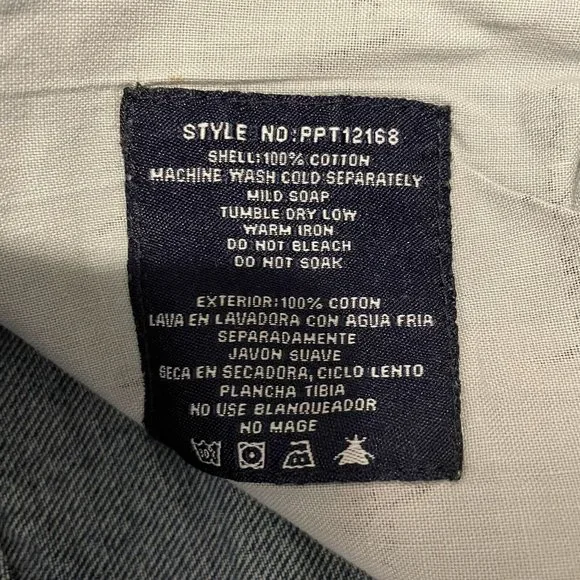 STYLE NO:PPT12168
SHELL:100% COTTON
MACHINE WASH COLD SEPARATELY
MILD SOAP
TUMBLE DRY LOW
WARM IRON
DO NOT BLEACH
DO NOT SOAK
EXTERIOR:100% COTON
LAVA EN LAVADORA CON AGUA FRIA
SEPARADAMENTE
JAVON SUAVE
SECA EN SECADORA, CICLO LENTO
PLANCHA TIBIA
NO USE BLANQUEADOR
NO MAGE